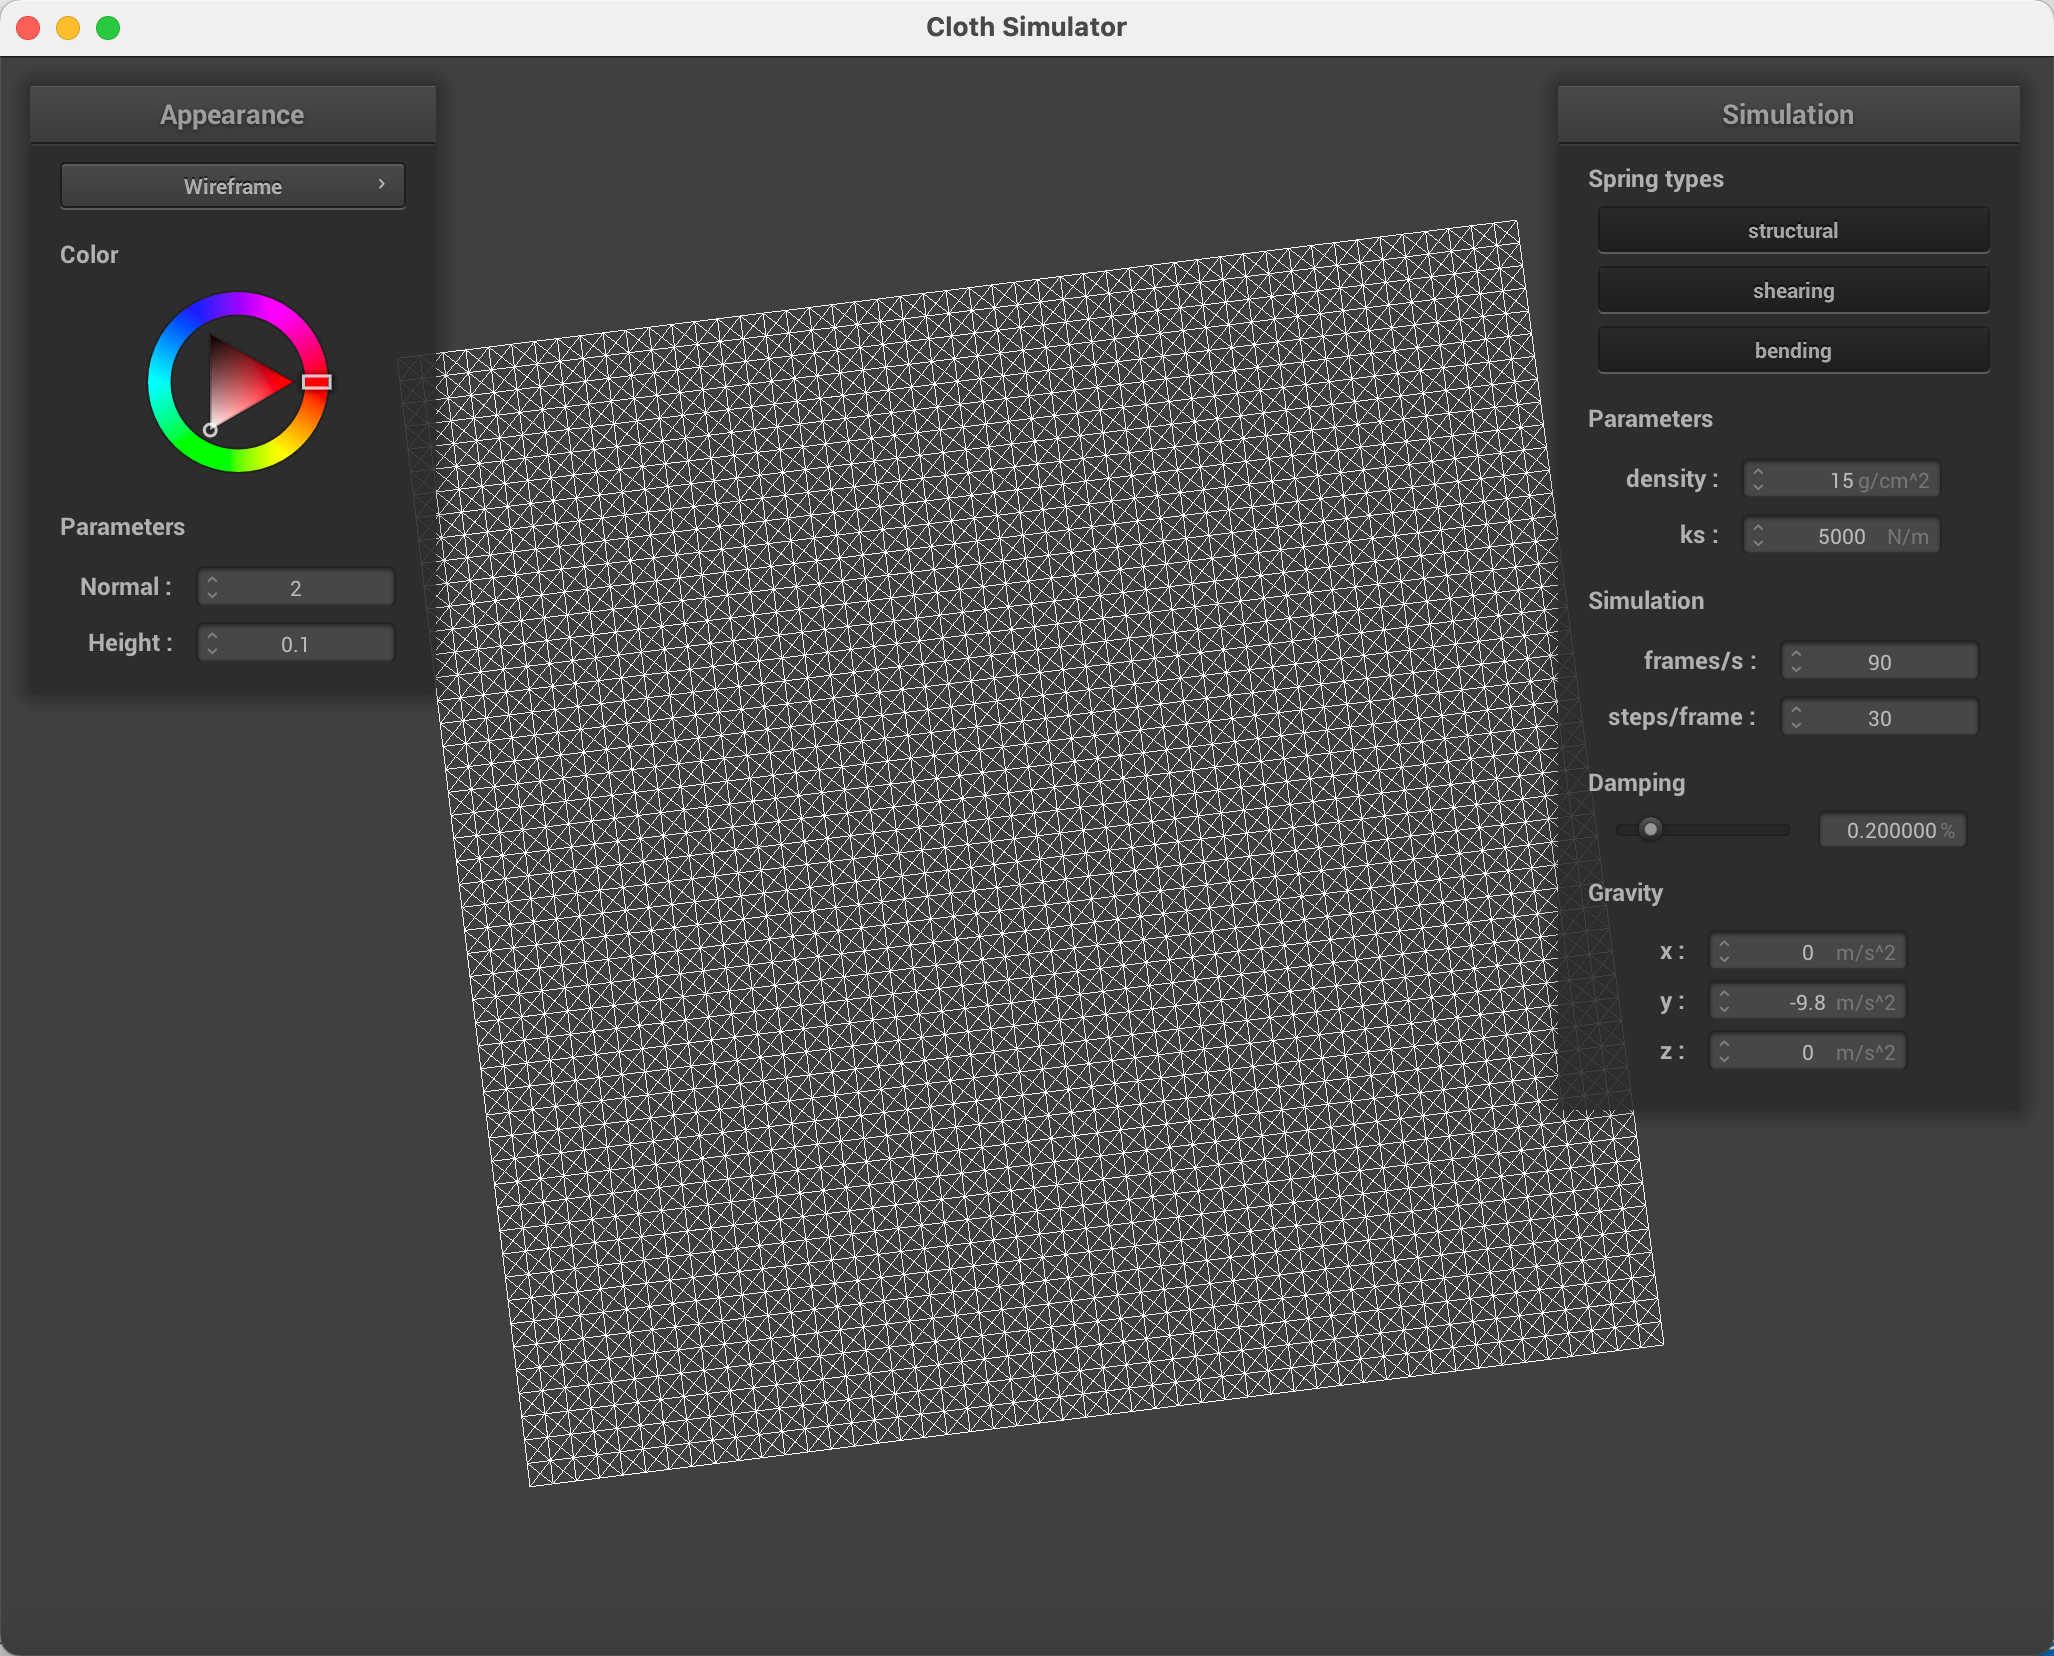 Cloth Simulator
Appearance
Wireframe
Color
Parameters
Normal : 2
Height : 0.1
Simulation
Spring types
structural
shearing
bending
Parameters
density : 15 g/cm^2
ks : 5000 N/m
Simulation
frames/s : 90
steps/frame : 30
Damping
0.200000 %
Gravity
x : 0 m/s^2
y : -9.8 m/s^2
z : 0 m/s^2